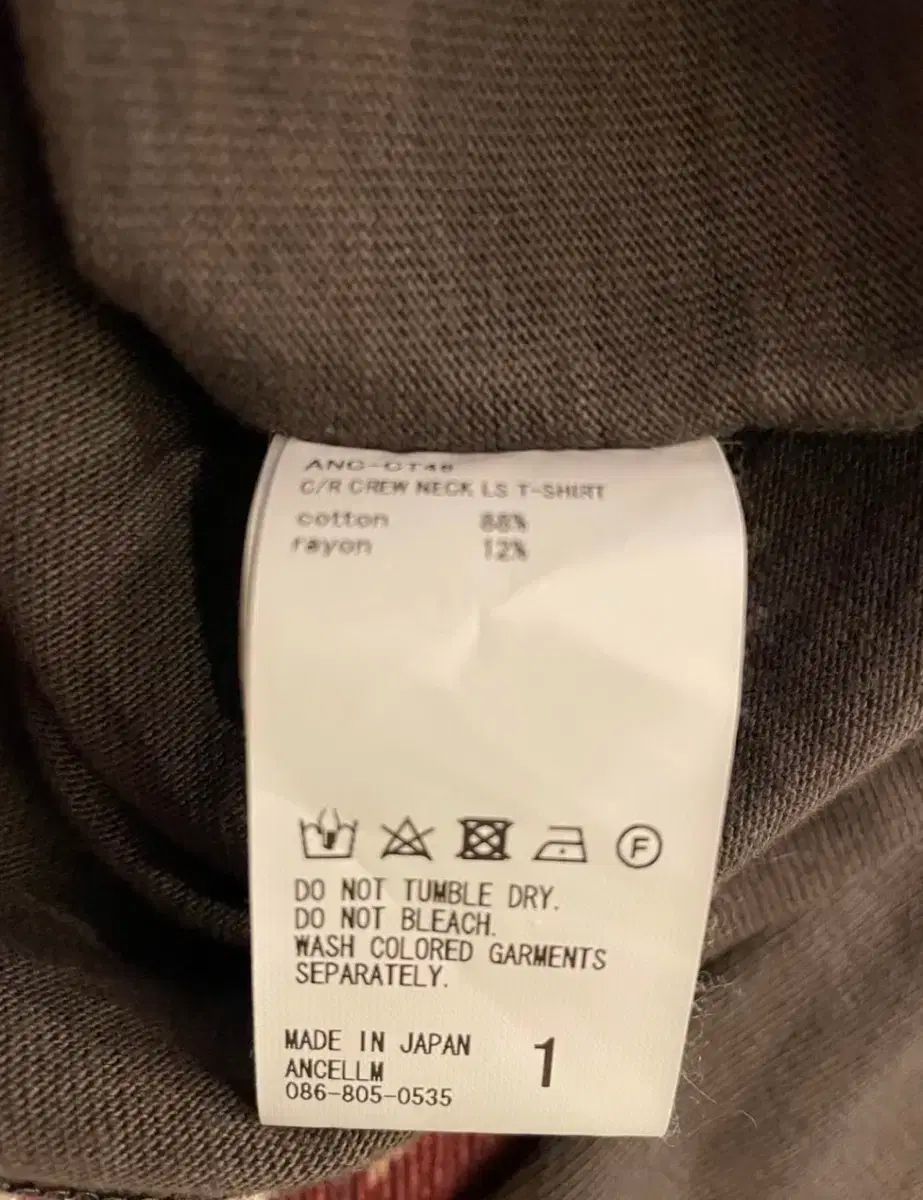 ANC-CT48
C/R CREW NECK LS T-SHIRT
cotton 88%
rayon 12%
F
DO NOT TUMBLE DRY.
DO NOT BLEACH.
WASH COLORED GARMENTS
SEPARATELY.
MADE IN JAPAN 1
ANCELLM
086-805-0535